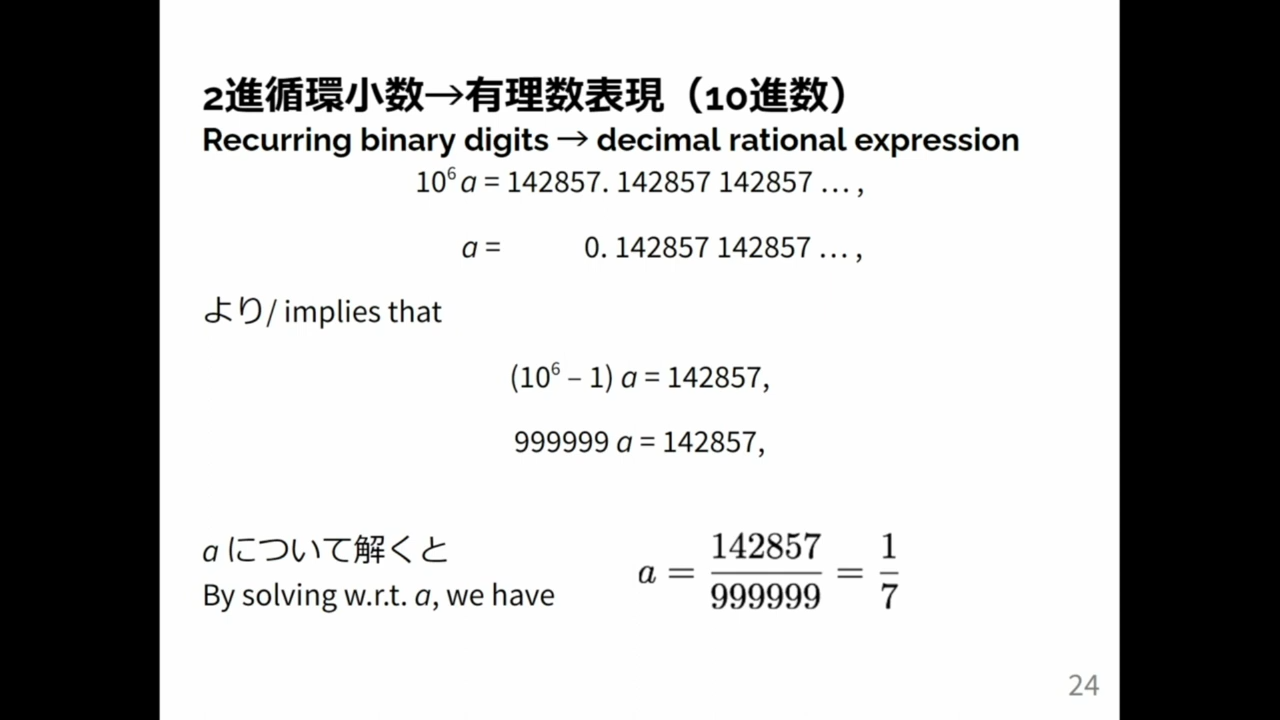 2進循環小数→有理数表現（10進数）
Recurring binary digits → decimal rational expression
10⁶ a = 142857. 142857 142857 … ,
a = 0. 142857 142857 … ,
より/ implies that
(10⁶ – 1) a = 142857,
999999 a = 142857,
a について解くと
By solving w.r.t. a, we have
a = 142857/999999 = 1/7
24